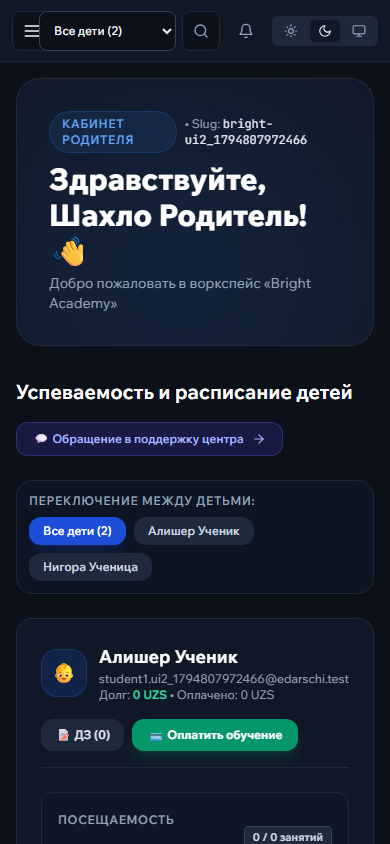 Все дети (2)
КАБИНЕТ
РОДИТЕЛЯ
• Slug: bright-
ui2_1794807972466
Здравствуйте,
Шахло Родитель!
👋
Добро пожаловать в воркспейс «Bright
Academy»
Успеваемость и расписание детей
💬 Обращение в поддержку центра →
ПЕРЕКЛЮЧЕНИЕ МЕЖДУ ДЕТЬМИ:
Все дети (2) Алишер Ученик
Нигора Ученица
Алишер Ученик
student1.ui2_1794807972466@edarschi.test
Долг: 0 UZS • Оплачено: 0 UZS
📝 ДЗ (0) 💳 Оплатить обучение
ПОСЕЩАЕМОСТЬ
0 / 0 занятий